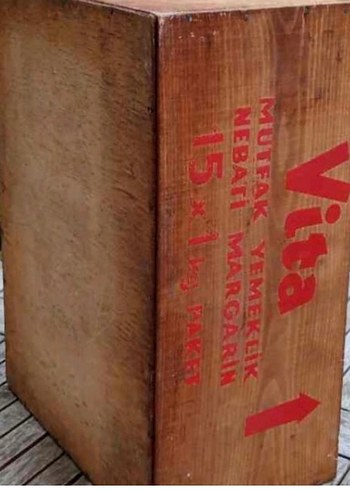 Vita
MUTFAK YEMEKLİK
NEBATİ MARGARİN
15 x 1 kg PAKET